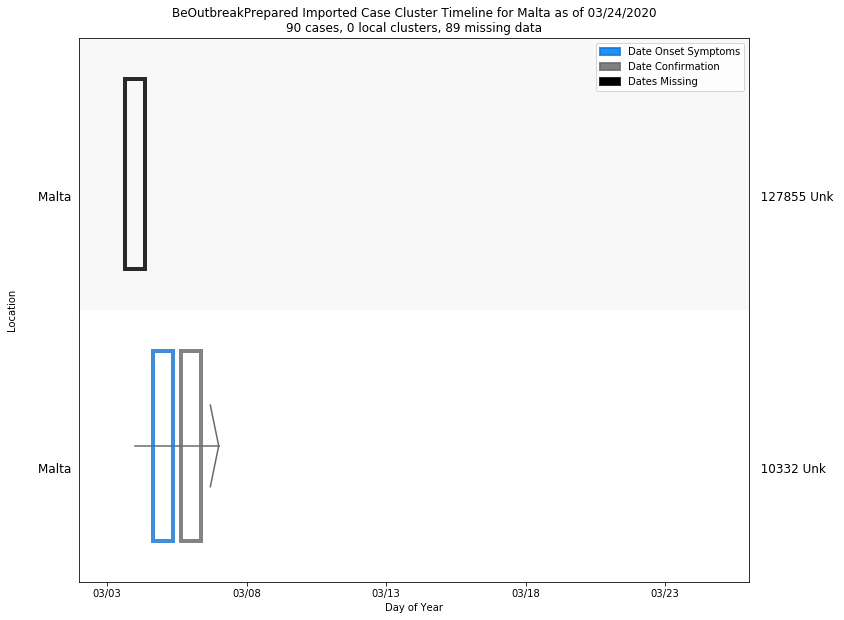 BeOutbreakPrepared Imported Case Cluster Timeline for Malta as of 03/24/2020
90 cases, 0 local clusters, 89 missing data
Date Onset Symptoms
Date Confirmation
Dates Missing
Malta
127855 Unk
Location
Malta
10332 Unk
03/03
03/08
03/13
03/18
03/23
Day of Year